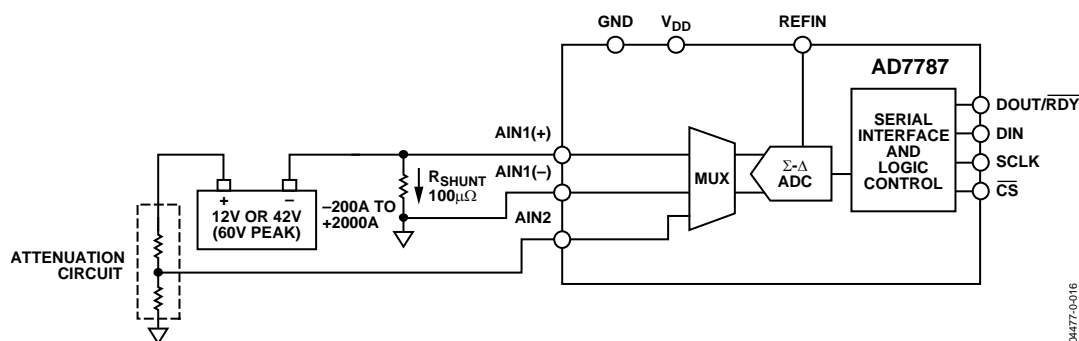 GND
VDD
REFIN
AD7787
DOUT/RDY
DIN
SCLK
CS
SERIAL
INTERFACE
AND
LOGIC
CONTROL
Σ-Δ
ADC
MUX
AIN1(+)
AIN1(–)
AIN2
RSHUNT
100μΩ
–200A TO
+2000A
+
–
12V OR 42V
(60V PEAK)
ATTENUATION
CIRCUIT
04477-0-016